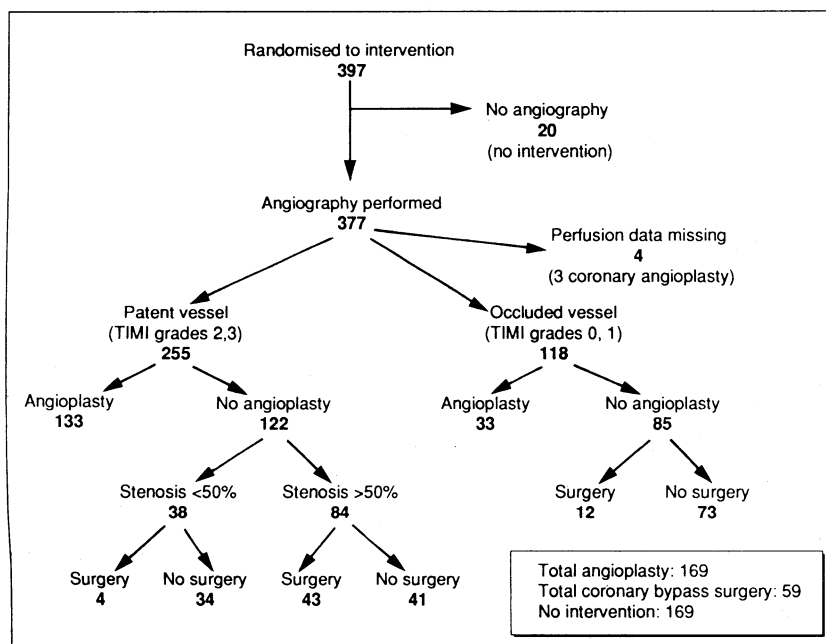 Randomised to intervention
397
No angiography
20
(no intervention)
Angiography performed
377
Perfusion data missing
4
(3 coronary angioplasty)
Patent vessel
(TIMI grades 2,3)
255
Occluded vessel
(TIMI grades 0, 1)
118
Angioplasty
133
No angioplasty
122
Angioplasty
33
No angioplasty
85
Stenosis <50%
38
Stenosis >50%
84
Surgery
12
No surgery
73
Surgery
4
No surgery
34
Surgery
43
No surgery
41
Total angioplasty: 169
Total coronary bypass surgery: 59
No intervention: 169